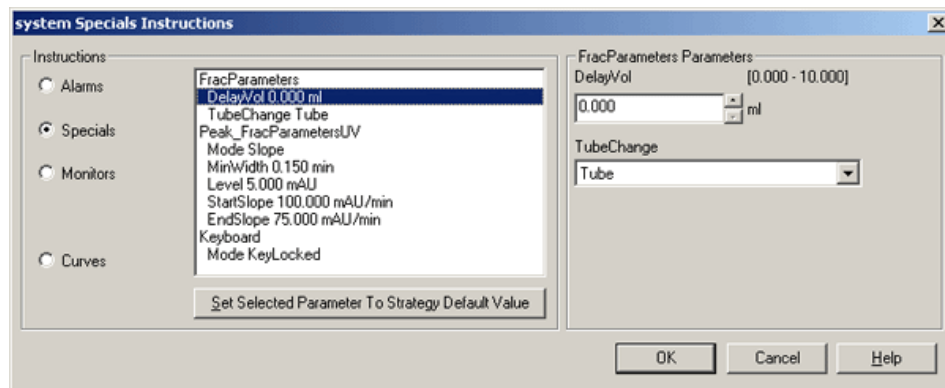 system Specials Instructions
Instructions
Alarms
Specials
Monitors
Curves
FracParameters
DelayVol 0.000 ml
TubeChange Tube
Peak_FracParametersUV
Mode Slope
MinWidth 0.150 min
Level 5.000 mAU
StartSlope 100.000 mAU/min
EndSlope 75.000 mAU/min
Keyboard
Mode KeyLocked
Set Selected Parameter To Strategy Default Value
FracParameters Parameters
DelayVol [0.000 - 10.000]
0.000 ml
TubeChange
Tube
OK Cancel Help